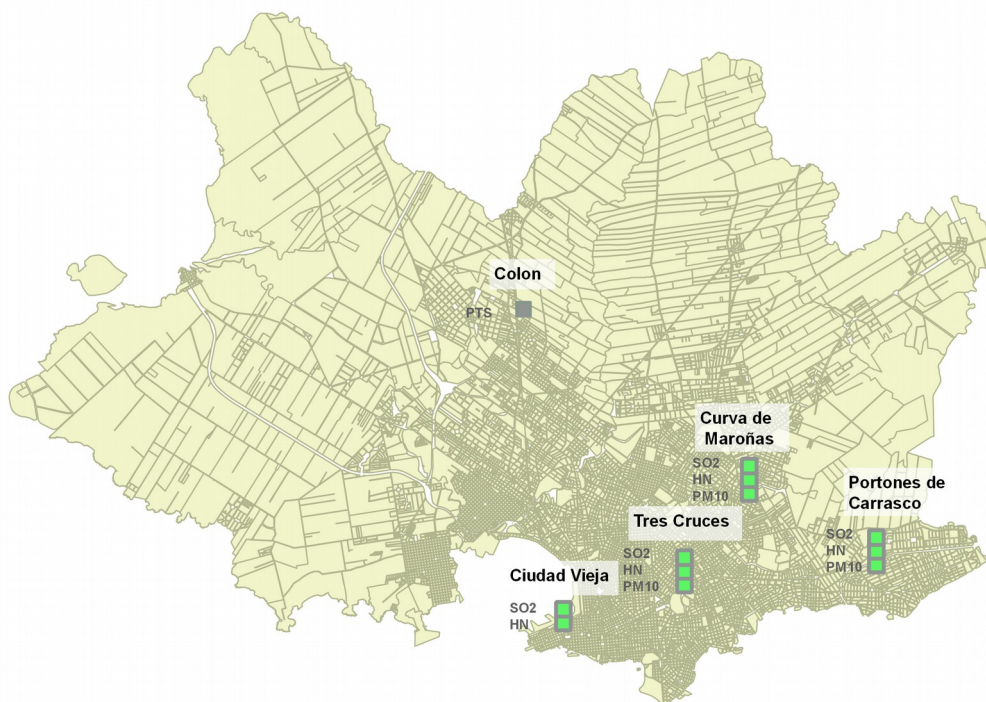 Colon
PTS
Curva de
Maroñas
SO2
HN
PM10
Portones de
Carrasco
SO2
HN
PM10
Tres Cruces
SO2
HN
PM10
Ciudad Vieja
SO2
HN